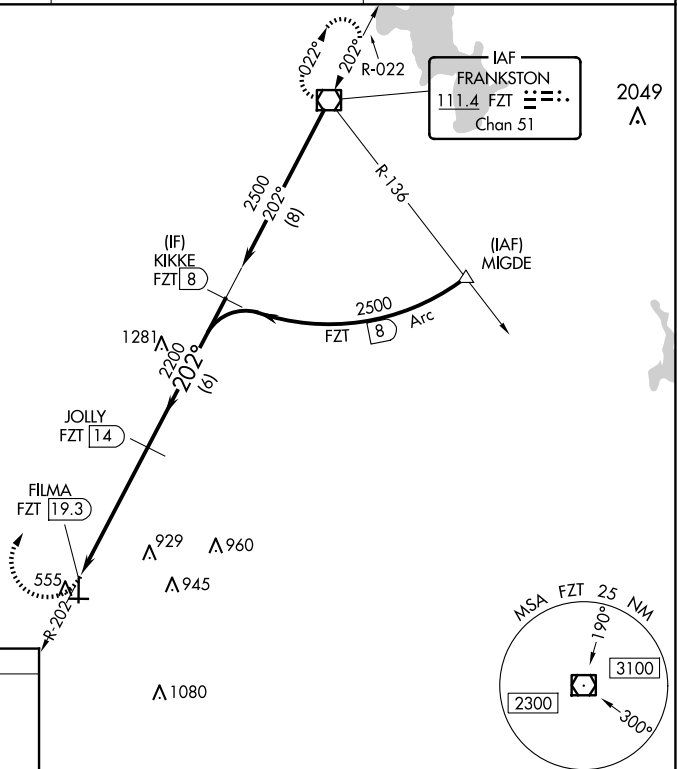 022°
202°
R-022
IAF
FRANKSTON
111.4 FZT
Chan 51
2049
R-136
2500
202°
(8)
(IF)
KIKKE
FZT 8
(IAF)
MIGDE
2500
FZT 8 Arc
1281
2200
202°
(6)
JOLLY
FZT 14
FILMA
FZT 19.3
929
960
555
945
R-202
1080
MSA FZT 25 NM
190°
3100
2300
300°